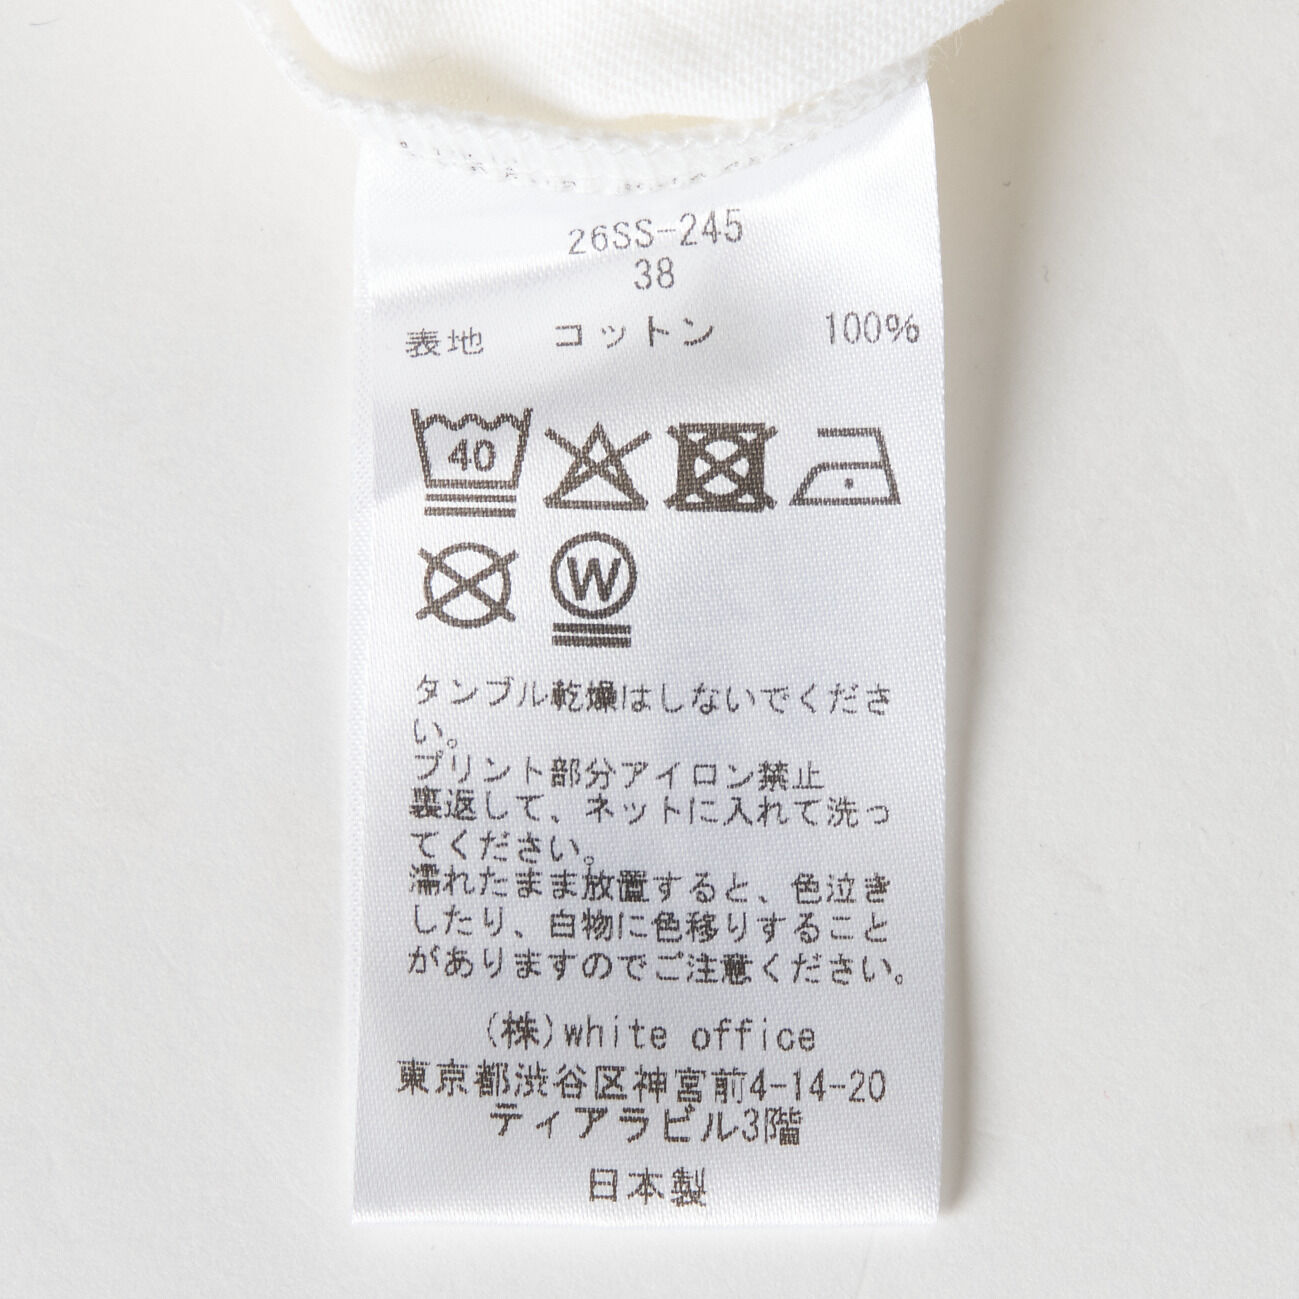 26SS-245
38
表地 コットン 100%
40
W
タンブル乾燥はしないでくださ
い。
プリント部分アイロン禁止
裏返して、ネットに入れて洗っ
てください。
濡れたまま放置すると、色泣き
したり、白物に色移りすること
がありますのでご注意ください。
(株)white office
東京都渋谷区神宮前4-14-20
ティアラビル3階
日本製